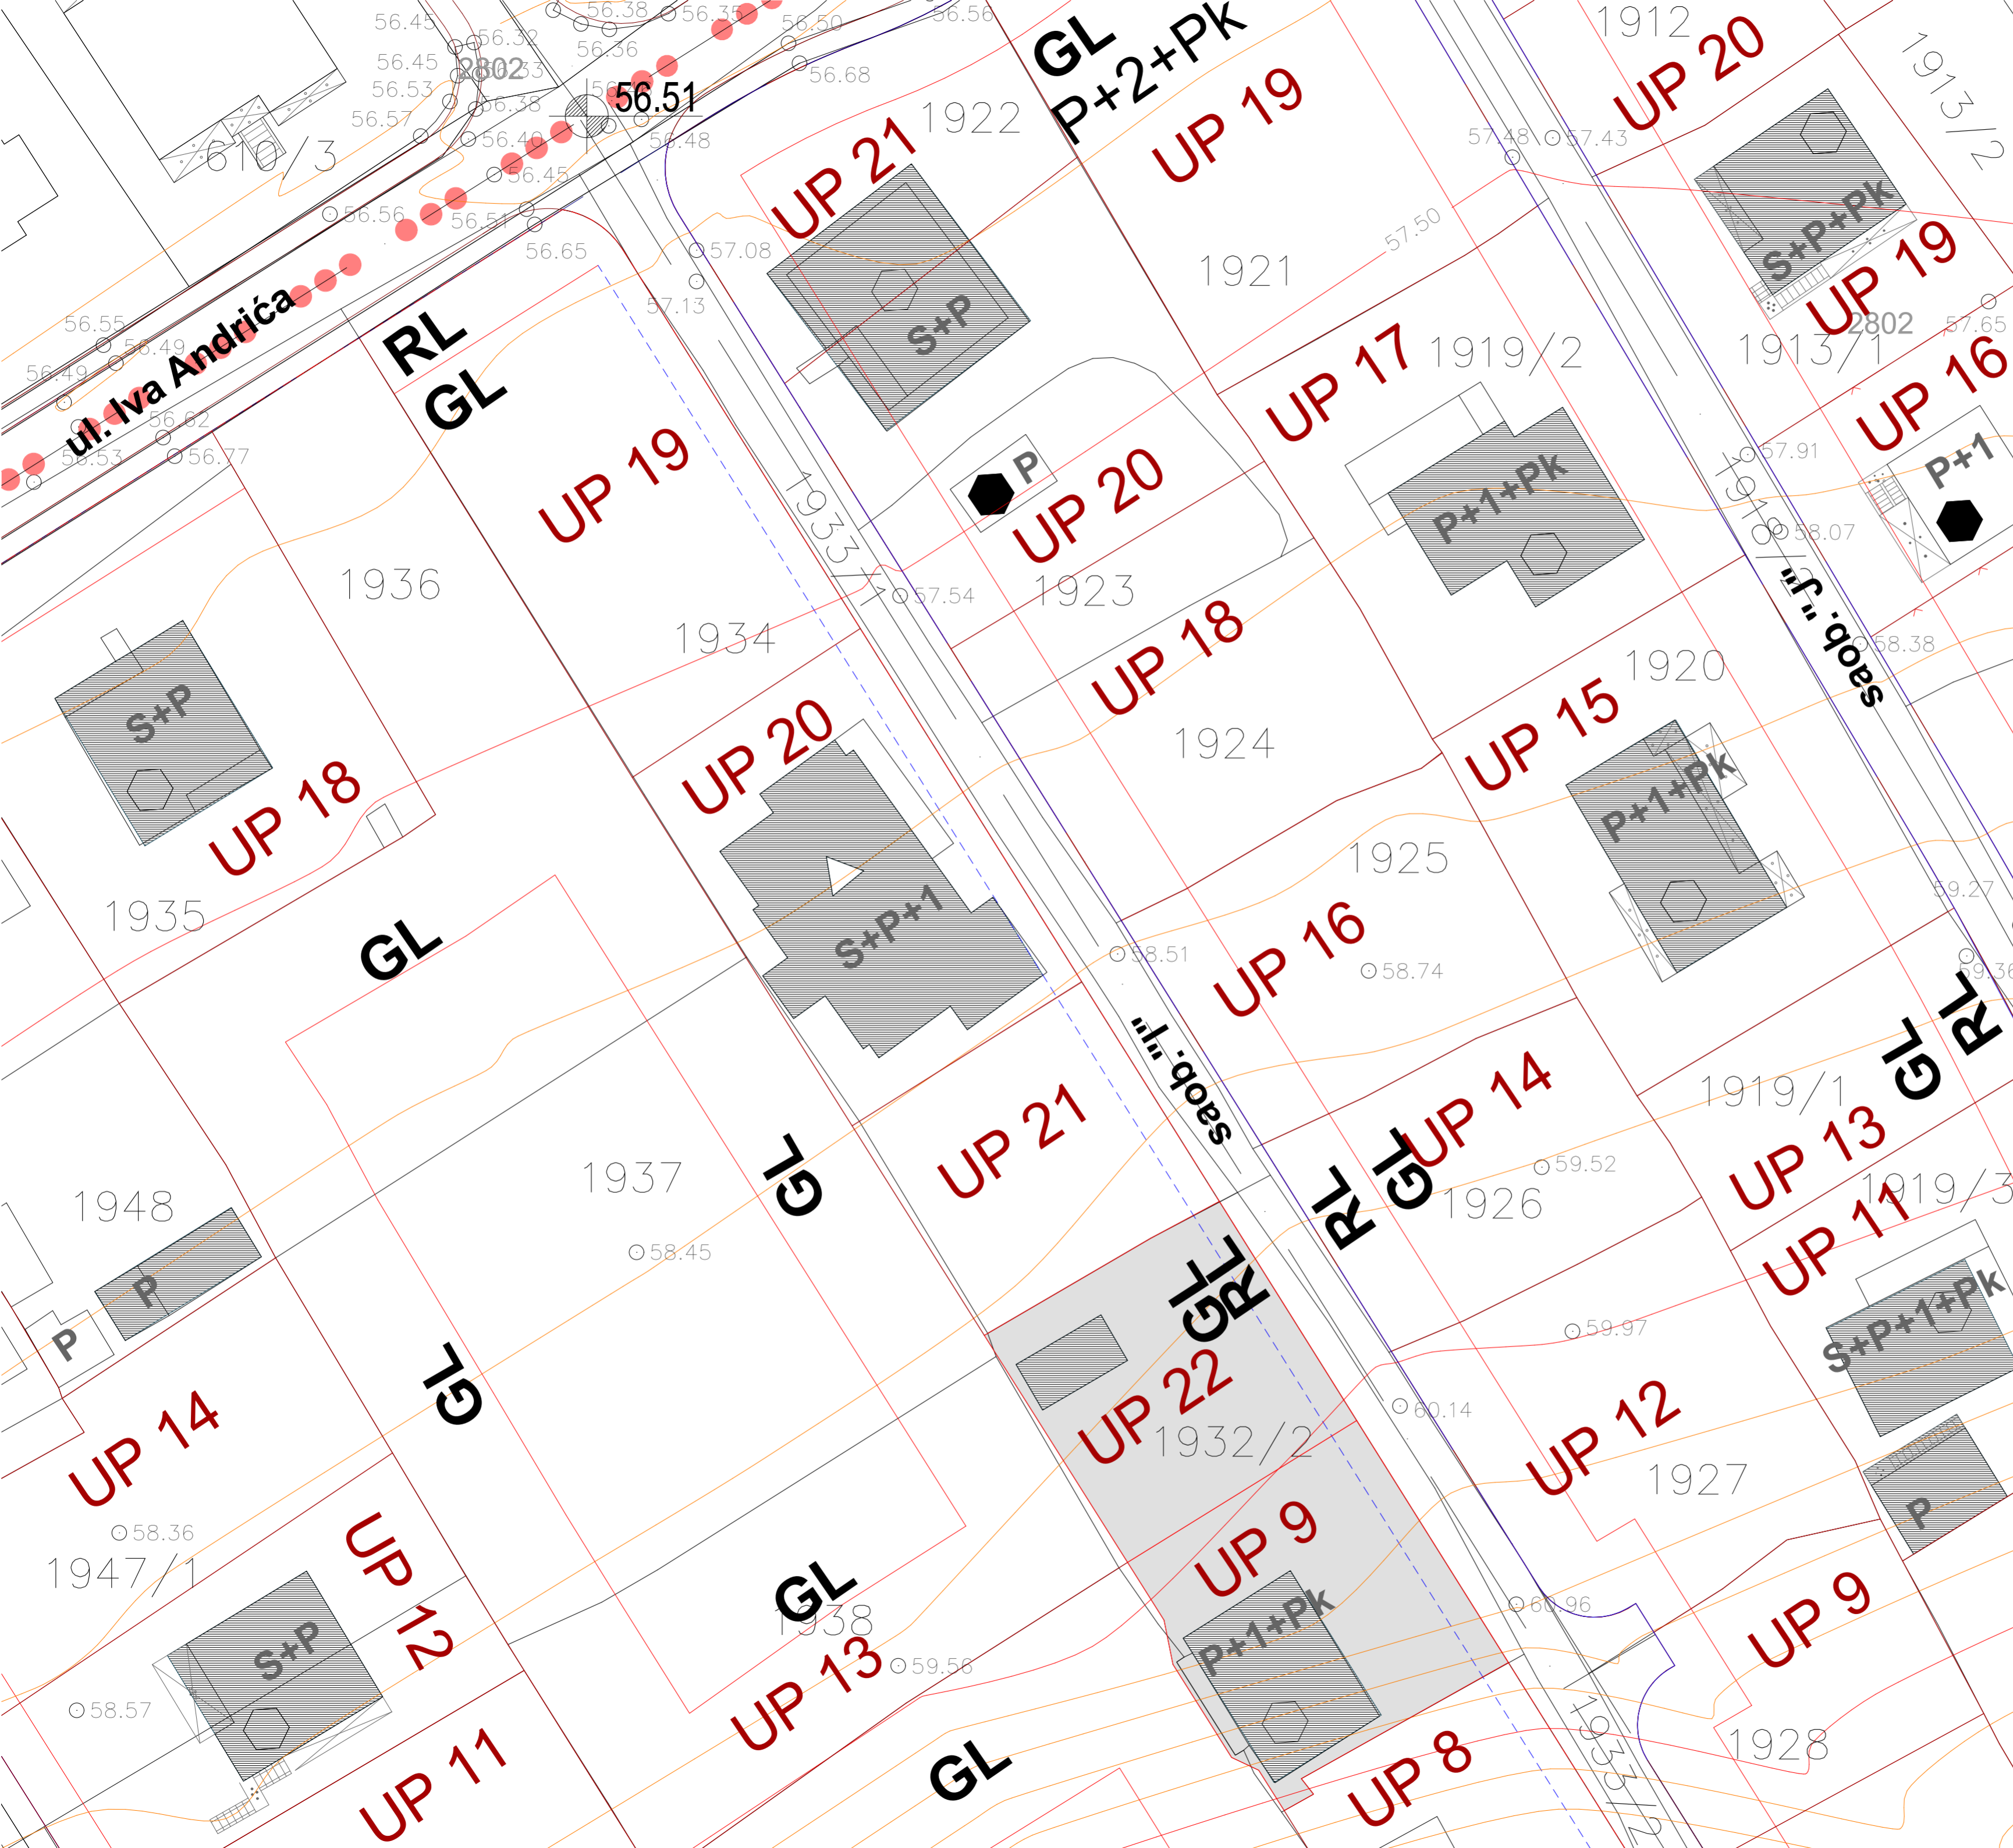 56.45
56.32
56.38
56.35
56.50
56.56
56.36
56.45
2802
56.53
56.38
56.68
56.57
56.51
56.40
56.48
56.45
610/3
56.56
56.51
56.65
GL
P+2+Pk
1922
UP 21
UP 19
1912
UP 20
1913/2
57.48
57.43
S+P+Pk
UP 19
57.50
57.08
57.13
S+P
1921
2802
57.65
1913/1
ul. Iva Andrića
56.55
56.49
56.49
56.62
56.53
56.77
RL
GL
UP 19
UP 17
1919/2
UP 16
P+1
57.91
1918/2
58.07
saob. "J"
58.38
P
UP 20
P+1+Pk
1933/1
57.54
1923
1936
1934
UP 18
1924
1920
UP 15
S+P
UP 18
UP 20
P+1+Pk
1935
GL
S+P+1
1925
UP 16
58.51
58.74
59.27
59.36
GL
RL
saob. "I"
UP 14
1919/1
UP 13
UP 21
1937
GL
1948
P
P
58.45
RL
GL
59.52
1926
1919/3
UP 11
GL
RL
59.97
S+P+1+Pk
GL
UP 14
UP 22
1932/2
60.14
UP 12
1927
P
58.36
1947/1
UP 12
UP 9
P+1+Pk
60.96
UP 9
GL
1938
UP 13
59.56
S+P
58.57
UP 11
GL
UP 8
1933/2
1928